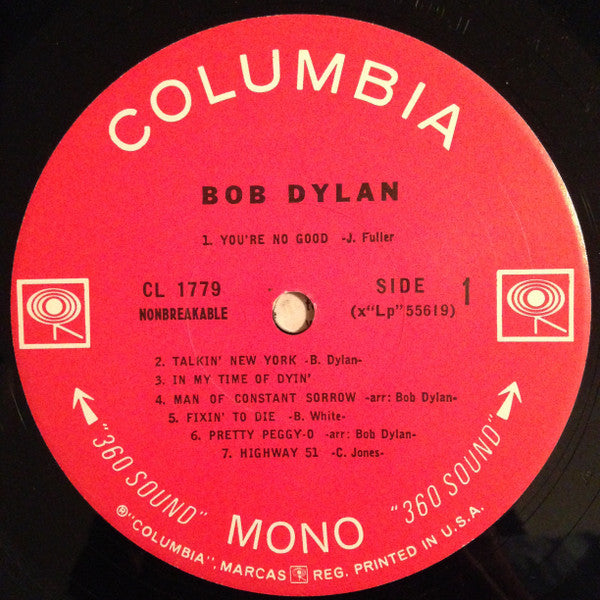 COLUMBIA
BOB DYLAN
1. YOU'RE NO GOOD -J. Fuller
CL 1779
NONBREAKABLE
SIDE 1
(x"Lp"55619)
2. TALKIN' NEW YORK -B. Dylan-
3. IN MY TIME OF DYIN'
4. MAN OF CONSTANT SORROW -arr: Bob Dylan-
5. FIXIN' TO DIE -B. White-
6. PRETTY PEGGY-O -arr: Bob Dylan-
7. HIGHWAY 51 -C. Jones-
"360 SOUND"
MONO
"360 SOUND"
Ⓡ"COLUMBIA", MARCAS REG. PRINTED IN U.S.A.